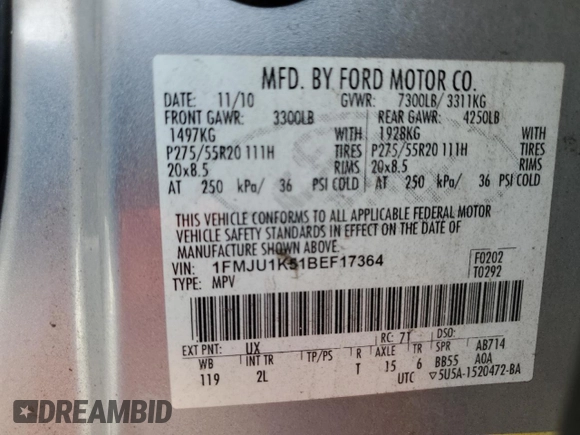 MFD. BY FORD MOTOR CO.
DATE: 11/10 GVWR: 7300LB/ 3311KG
FRONT GAWR: 3300LB REAR GAWR: 4250LB
1497KG WITH 1928KG WITH
P275/55R20 111H TIRES P275/55R20 111H TIRES
20x8.5 RIMS 20x8.5 RIMS
AT 250 kPa/ 36 PSI COLD AT 250 kPa/ 36 PSI COLD
THIS VEHICLE CONFORMS TO ALL APPLICABLE FEDERAL MOTOR
VEHICLE SAFETY STANDARDS IN EFFECT ON THE DATE OF
MANUFACTURE SHOWN ABOVE.
VIN: 1FMJU1K51BEF17364 F0202
TYPE: MPV T0292
EXT PNT: UX RC: 7T DSO:
WB INT TR TP/PS R AXLE TR SPR AB714
119 2L T 15 6 BB55 AOA
UTC ▽5U5A-1520472-BA
DREAMBID